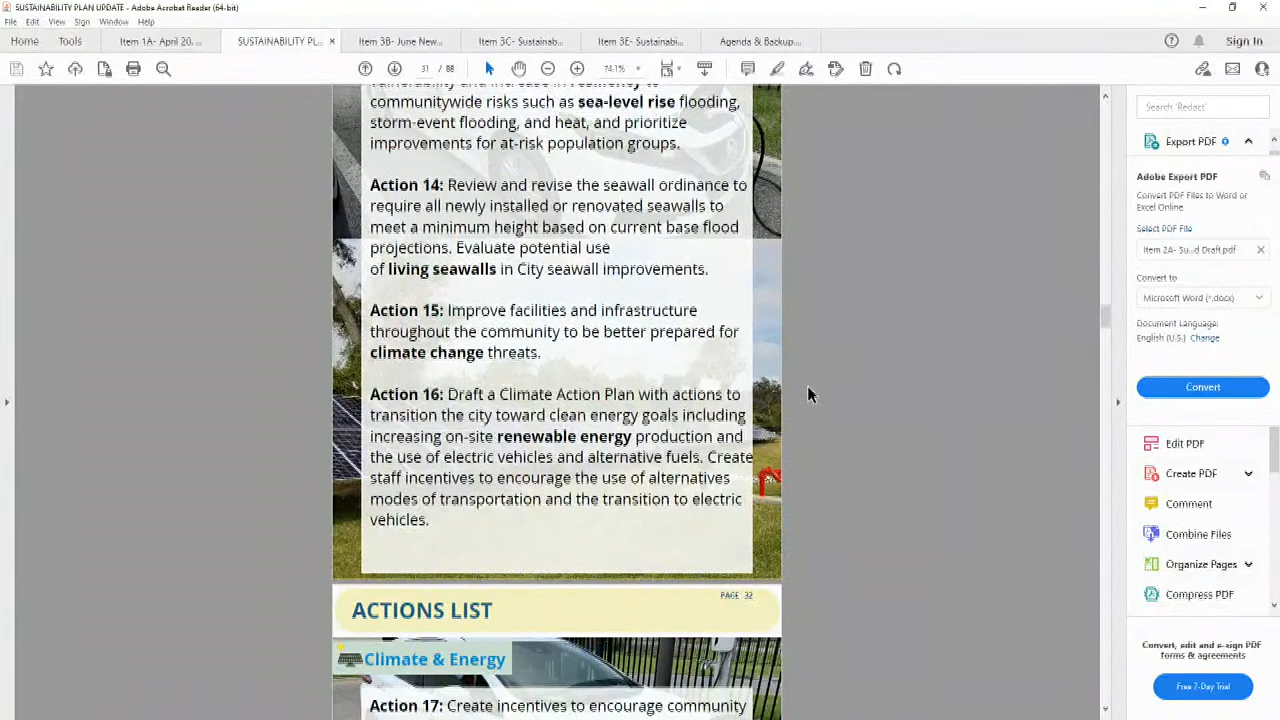 SUSTAINABILITY PLAN UPDATE - Adobe Acrobat Reader (64-bit)
File Edit View Sign Window Help
Home Tools Item 1A- April 20, ... SUSTAINABILITY PL... × Item 3B- June New... Item 3C- Sustainab... Item 3E- Sustainabi... Agenda & Backup... Sign In
31 / 88 74.1%
communitywide risks such as sea-level rise flooding,
storm-event flooding, and heat, and prioritize
improvements for at-risk population groups.
Action 14: Review and revise the seawall ordinance to
require all newly installed or renovated seawalls to
meet a minimum height based on current base flood
projections. Evaluate potential use
of living seawalls in City seawall improvements.
Action 15: Improve facilities and infrastructure
throughout the community to be better prepared for
climate change threats.
Action 16: Draft a Climate Action Plan with actions to
transition the city toward clean energy goals including
increasing on-site renewable energy production and
the use of electric vehicles and alternative fuels. Create
staff incentives to encourage the use of alternatives
modes of transportation and the transition to electric
vehicles.
PAGE 32
ACTIONS LIST
Climate & Energy
Action 17: Create incentives to encourage community
Search 'Redact'
Export PDF
Adobe Export PDF
Convert PDF Files to Word or
Excel Online
Select PDF File
Item 2A- Su...d Draft.pdf ×
Convert to
Microsoft Word (*.docx)
Document Language:
English (U.S.) Change
Convert
Edit PDF
Create PDF
Comment
Combine Files
Organize Pages
Compress PDF
Convert, edit and e-sign PDF
forms & agreements
Free 7-Day Trial